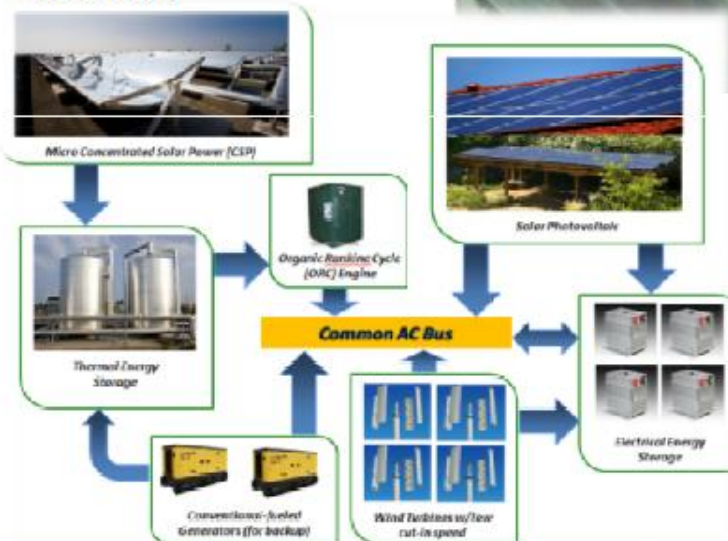 Micro Concentrated Solar Power (CSP)
Solar Photovoltaic
Organic Rankine Cycle
(ORC) Engine
Common AC Bus
Thermal Energy
Storage
Electrical Energy
Storage
Conventional-fueled
Generators (for backup)
Wind Turbines w/low
cut-in speed